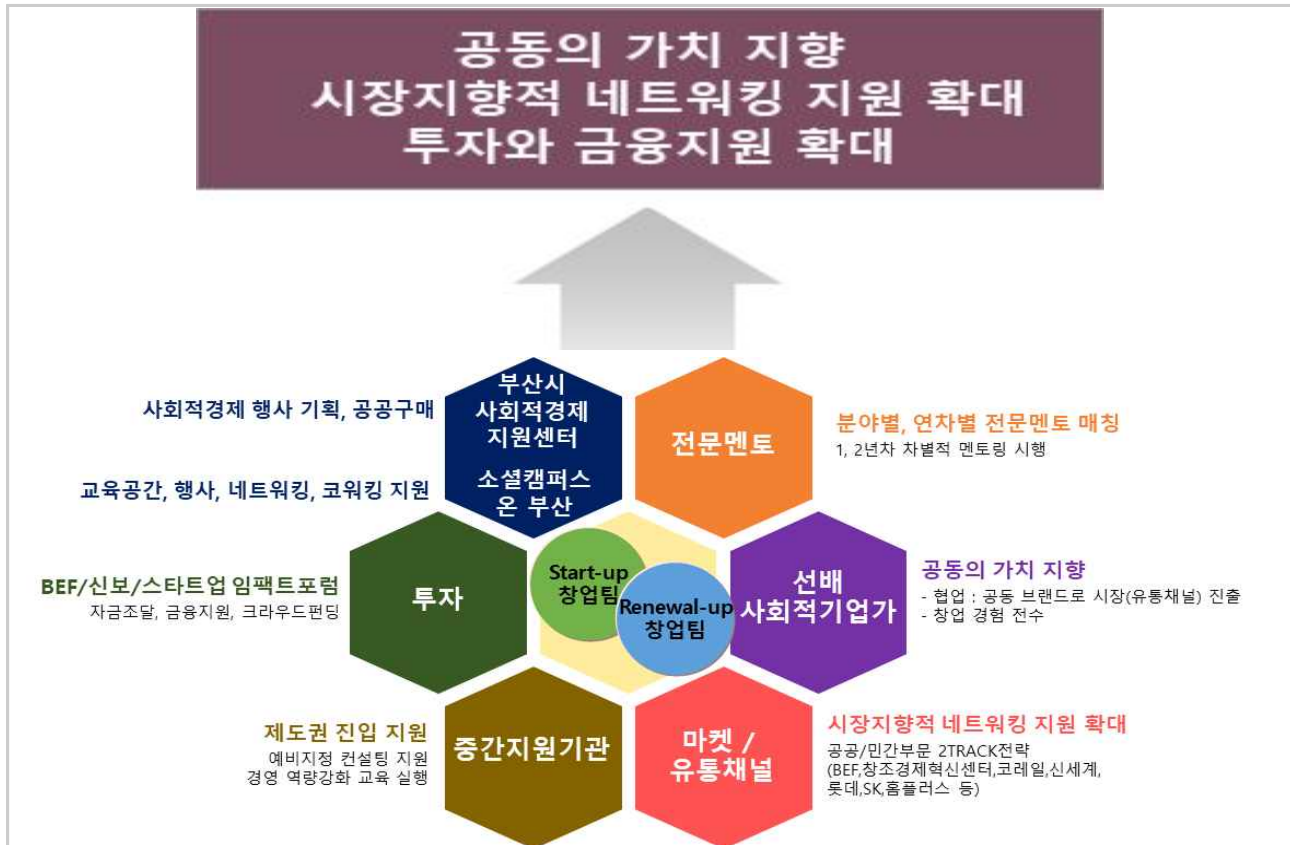 공동의 가치 지향
시장지향적 네트워킹 지원 확대
투자와 금융지원 확대
사회적경제 행사 기획, 공공구매
교육공간, 행사, 네트워킹, 코워킹 지원
부산시
사회적경제
지원센터
소셜캠퍼스
온 부산
전문멘토
분야별, 연차별 전문멘토 매칭
1, 2년차 차별적 멘토링 시행
BEF/신보/스타트업 임팩트포럼
자금조달, 금융지원, 크라우드펀딩
투자
Start-up
창업팀
Renewal-up
창업팀
선배
사회적기업가
공동의 가치 지향
- 협업 : 공동 브랜드로 시장(유통채널) 진출
- 창업 경험 전수
제도권 진입 지원
예비지정 컨설팅 지원
경영 역량강화 교육 실행
중간지원기관
마켓 /
유통채널
시장지향적 네트워킹 지원 확대
공공/민간부문 2TRACK전략
(BEF,창조경제혁신센터,코레일,신세계,
롯데,SK,홈플러스 등)